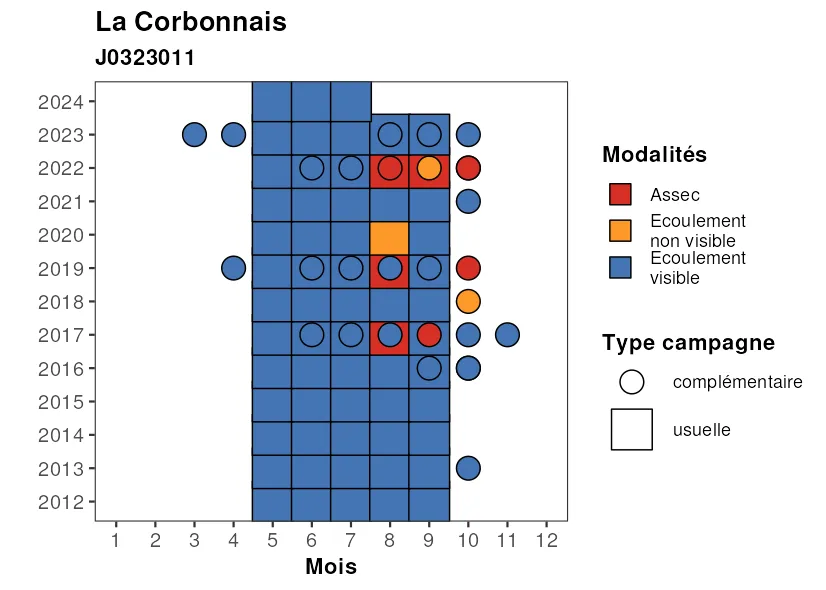 La Corbonnais
J0323011
2024
2023
2022
2021
2020
2019
2018
2017
2016
2015
2014
2013
2012
1 2 3 4 5 6 7 8 9 10 11 12
Mois
Modalités
Assec
Ecoulement
non visible
Ecoulement
visible
Type campagne
complémentaire
usuelle